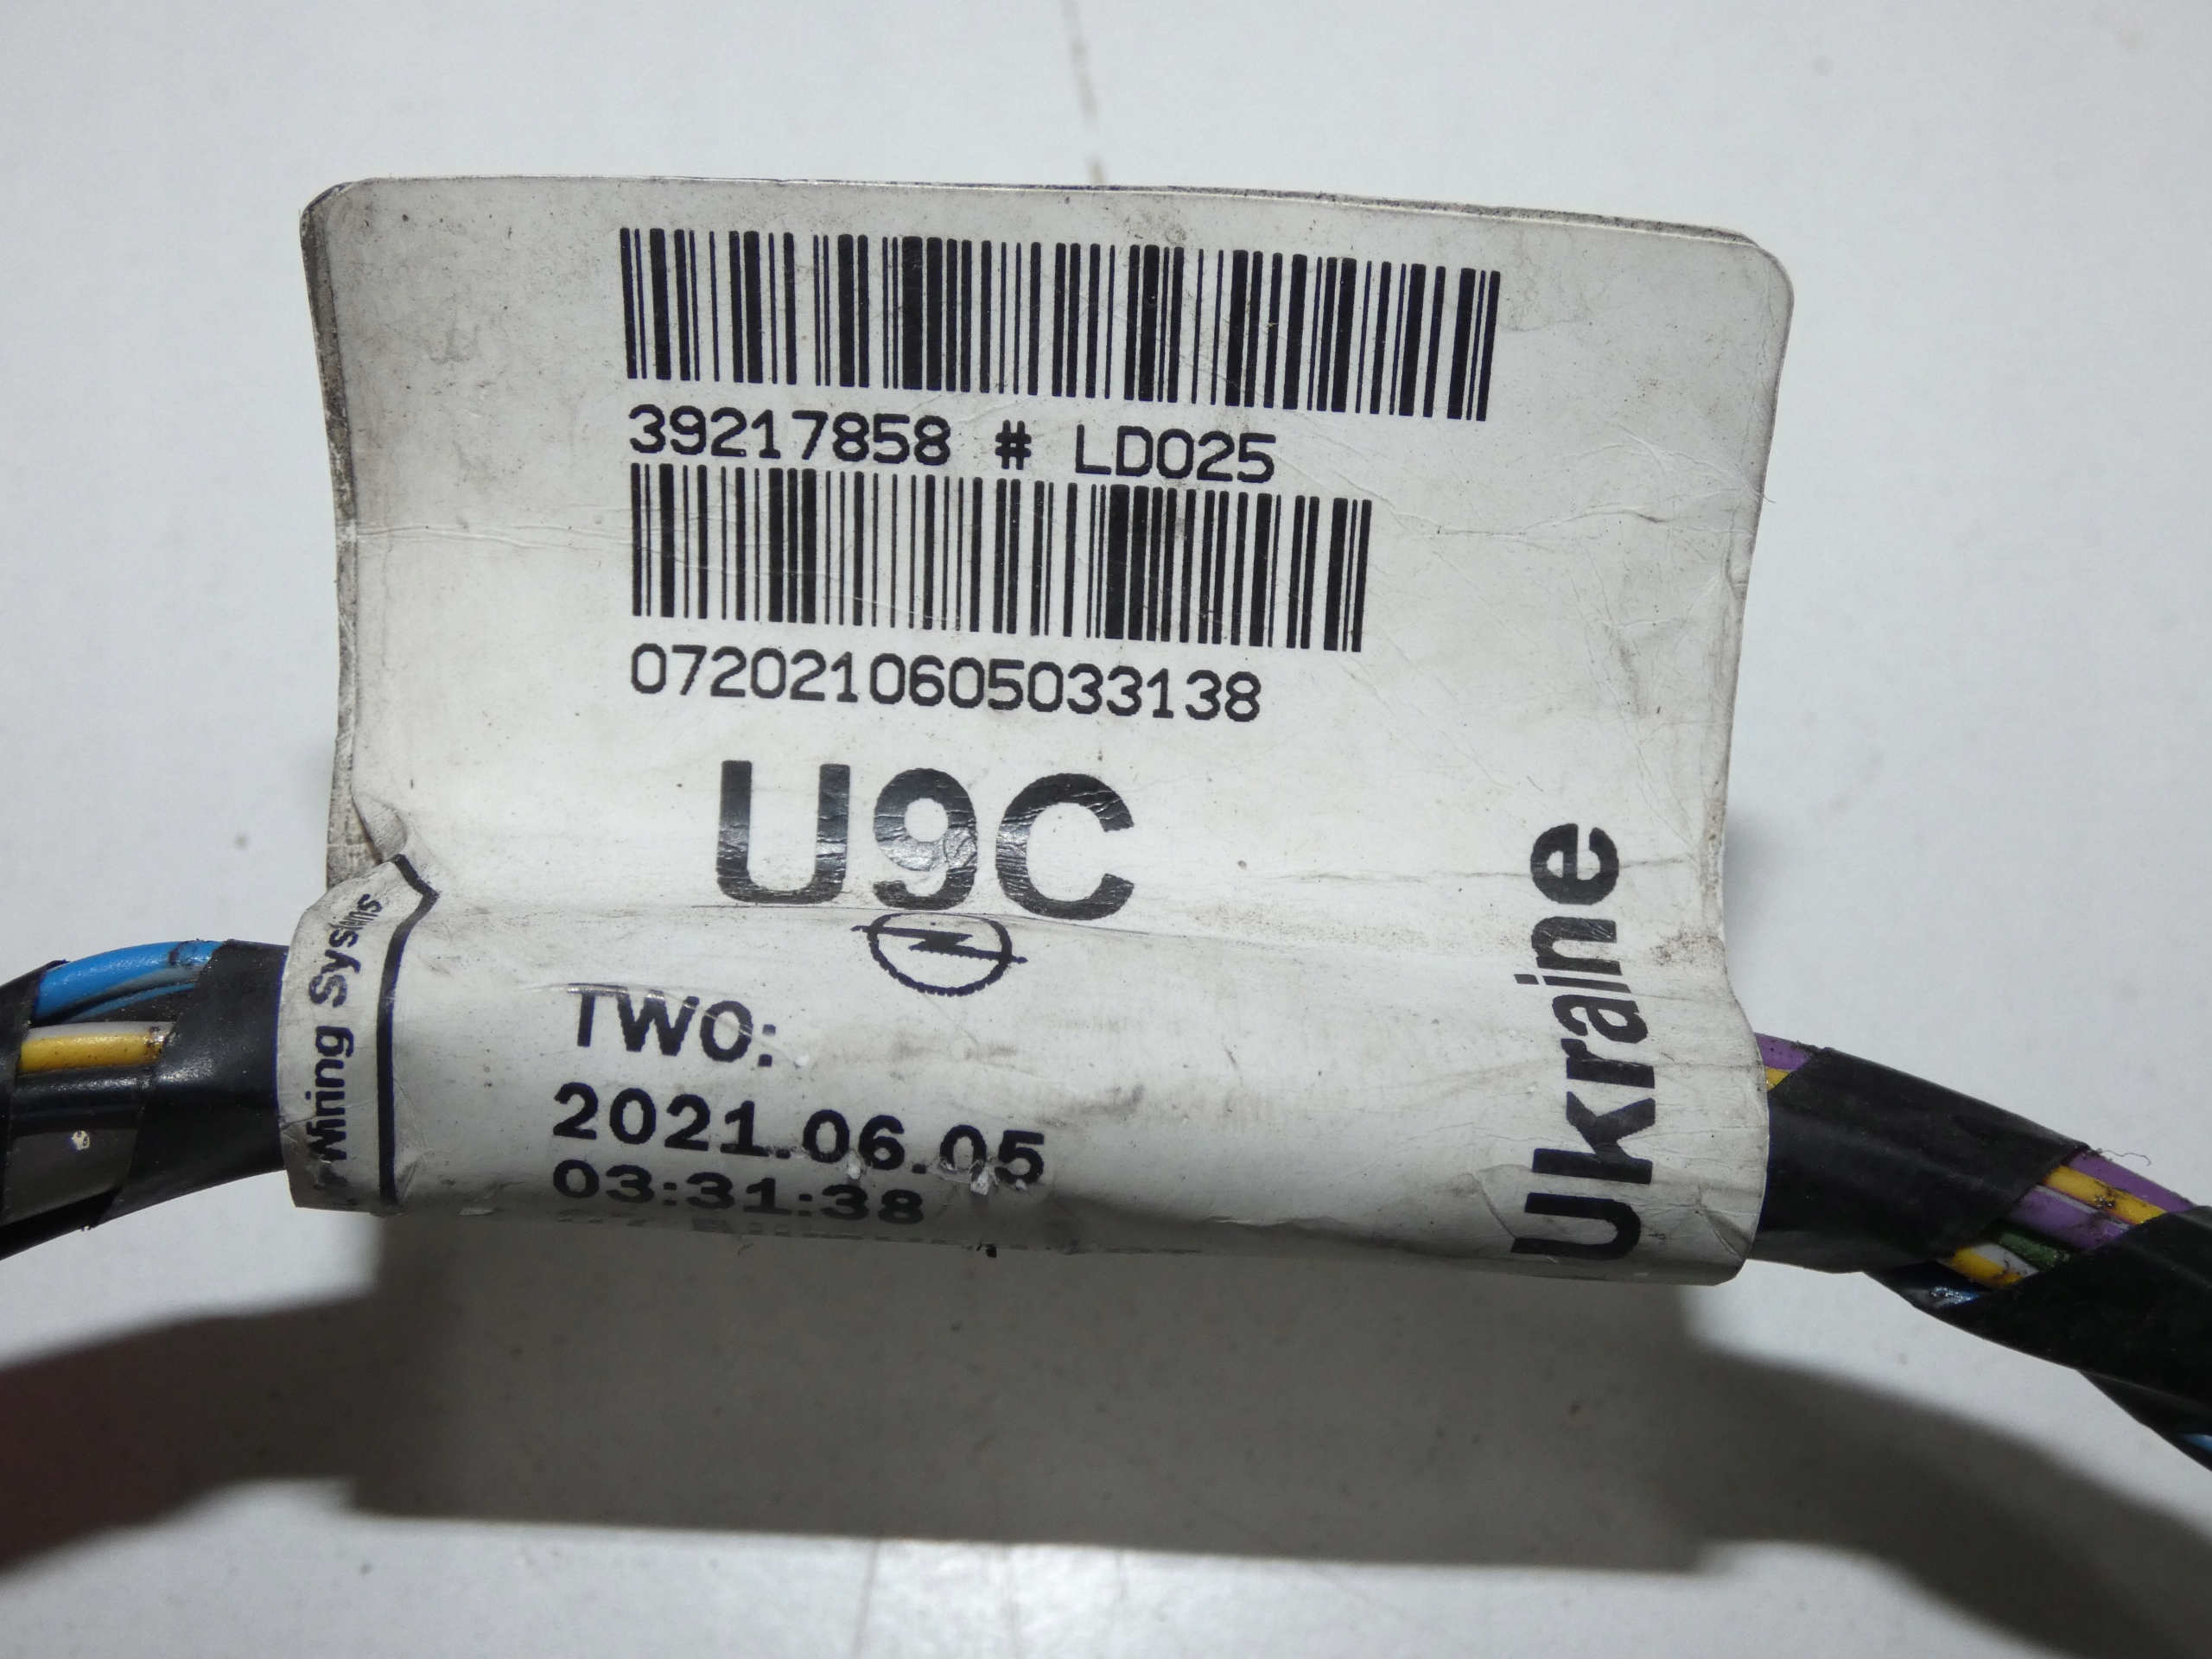 39217858 # LD025
0720210605033138
U9C
TWO:
2021.06.05
03:31:38
Wiring Systems
Ukraine